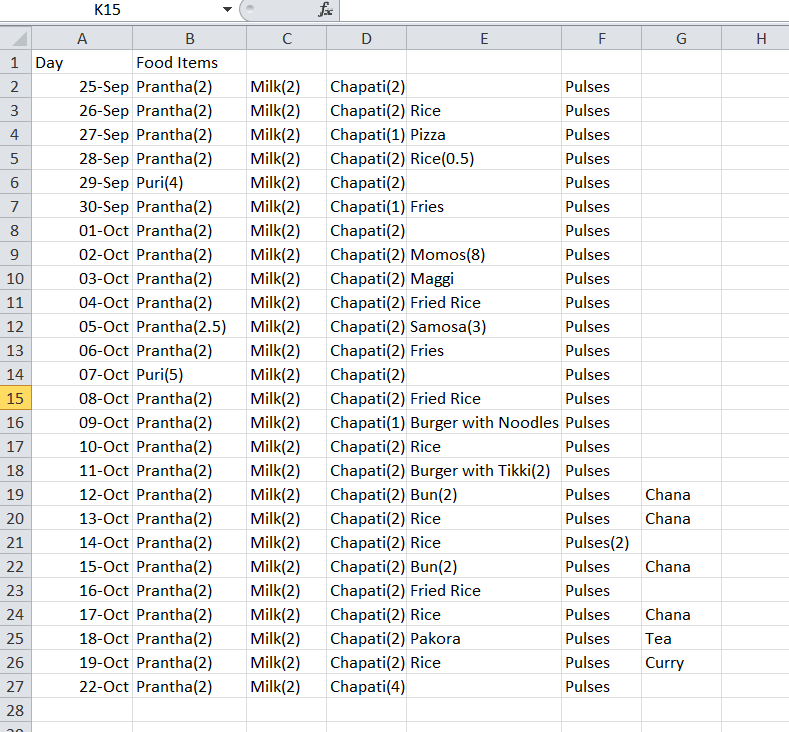 K15 fx
A B C D E F G H
1 Day Food Items
2 25-Sep Prantha(2) Milk(2) Chapati(2) Pulses
3 26-Sep Prantha(2) Milk(2) Chapati(2) Rice Pulses
4 27-Sep Prantha(2) Milk(2) Chapati(1) Pizza Pulses
5 28-Sep Prantha(2) Milk(2) Chapati(2) Rice(0.5) Pulses
6 29-Sep Puri(4) Milk(2) Chapati(2) Pulses
7 30-Sep Prantha(2) Milk(2) Chapati(1) Fries Pulses
8 01-Oct Prantha(2) Milk(2) Chapati(2) Pulses
9 02-Oct Prantha(2) Milk(2) Chapati(2) Momos(8) Pulses
10 03-Oct Prantha(2) Milk(2) Chapati(2) Maggi Pulses
11 04-Oct Prantha(2) Milk(2) Chapati(2) Fried Rice Pulses
12 05-Oct Prantha(2.5) Milk(2) Chapati(2) Samosa(3) Pulses
13 06-Oct Prantha(2) Milk(2) Chapati(2) Fries Pulses
14 07-Oct Puri(5) Milk(2) Chapati(2) Pulses
15 08-Oct Prantha(2) Milk(2) Chapati(2) Fried Rice Pulses
16 09-Oct Prantha(2) Milk(2) Chapati(1) Burger with Noodles Pulses
17 10-Oct Prantha(2) Milk(2) Chapati(2) Rice Pulses
18 11-Oct Prantha(2) Milk(2) Chapati(2) Burger with Tikki(2) Pulses
19 12-Oct Prantha(2) Milk(2) Chapati(2) Bun(2) Pulses Chana
20 13-Oct Prantha(2) Milk(2) Chapati(2) Rice Pulses Chana
21 14-Oct Prantha(2) Milk(2) Chapati(2) Rice Pulses(2)
22 15-Oct Prantha(2) Milk(2) Chapati(2) Bun(2) Pulses Chana
23 16-Oct Prantha(2) Milk(2) Chapati(2) Fried Rice Pulses
24 17-Oct Prantha(2) Milk(2) Chapati(2) Rice Pulses Chana
25 18-Oct Prantha(2) Milk(2) Chapati(2) Pakora Pulses Tea
26 19-Oct Prantha(2) Milk(2) Chapati(2) Rice Pulses Curry
27 22-Oct Prantha(2) Milk(2) Chapati(4) Pulses
28